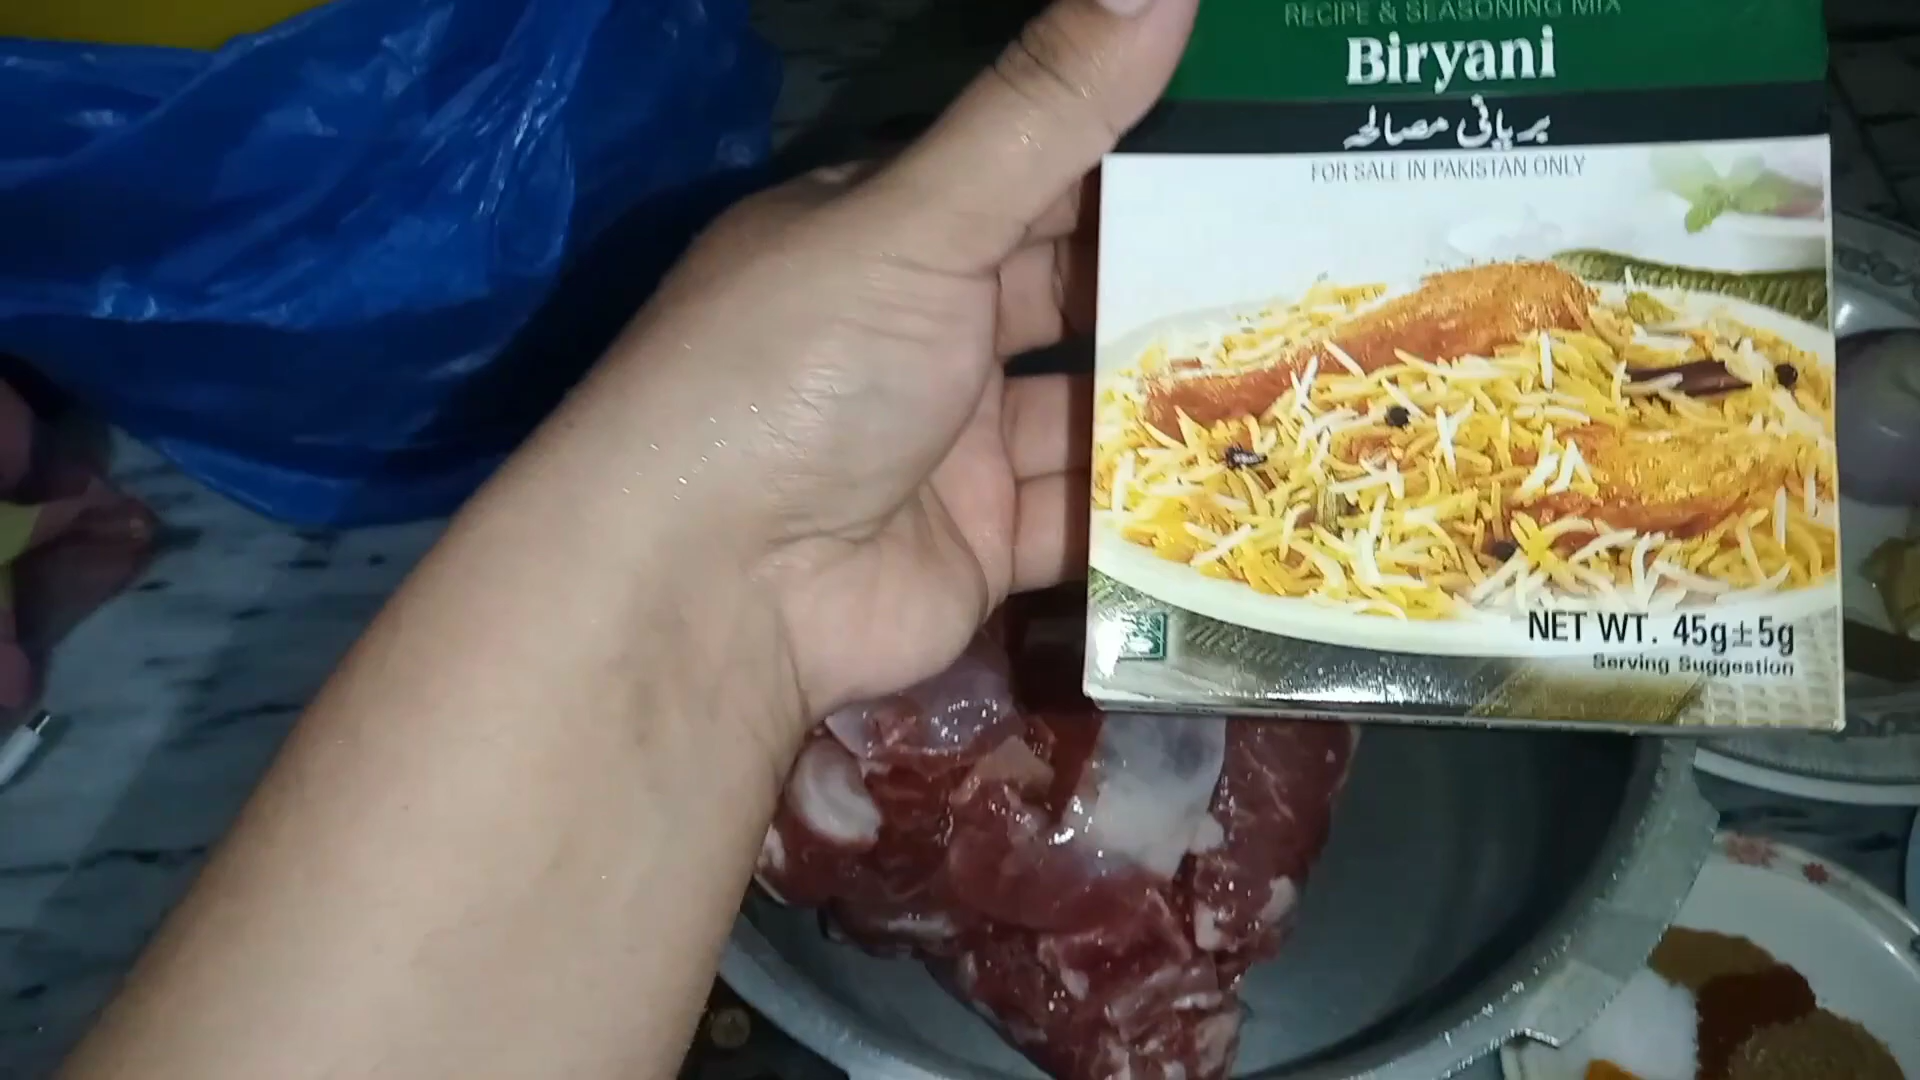 RECIPE & SEASONING MIX
Biryani
بریانی مصالحہ
FOR SALE IN PAKISTAN ONLY
NET WT. 45g±5g
Serving Suggestion